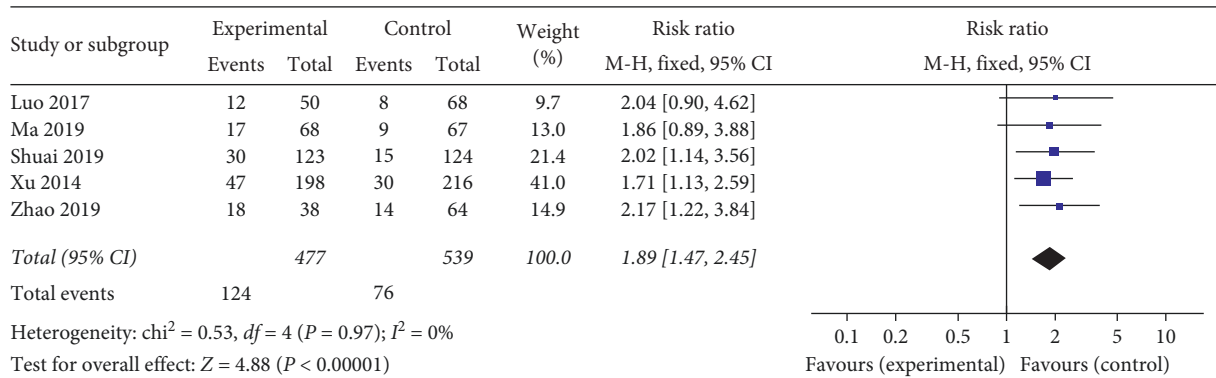 Study or subgroup Experimental Control Weight (%) Risk ratio Risk ratio
Events Total Events Total M-H, fixed, 95% CI M-H, fixed, 95% CI
Luo 2017 12 50 8 68 9.7 2.04 [0.90, 4.62]
Ma 2019 17 68 9 67 13.0 1.86 [0.89, 3.88]
Shuai 2019 30 123 15 124 21.4 2.02 [1.14, 3.56]
Xu 2014 47 198 30 216 41.0 1.71 [1.13, 2.59]
Zhao 2019 18 38 14 64 14.9 2.17 [1.22, 3.84]
Total (95% CI) 477 539 100.0 1.89 [1.47, 2.45]
Total events 124 76
Heterogeneity: chi² = 0.53, df = 4 (P = 0.97); I² = 0%
Test for overall effect: Z = 4.88 (P < 0.00001)
0.1 0.2 0.5 1 2 5 10
Favours (experimental) Favours (control)